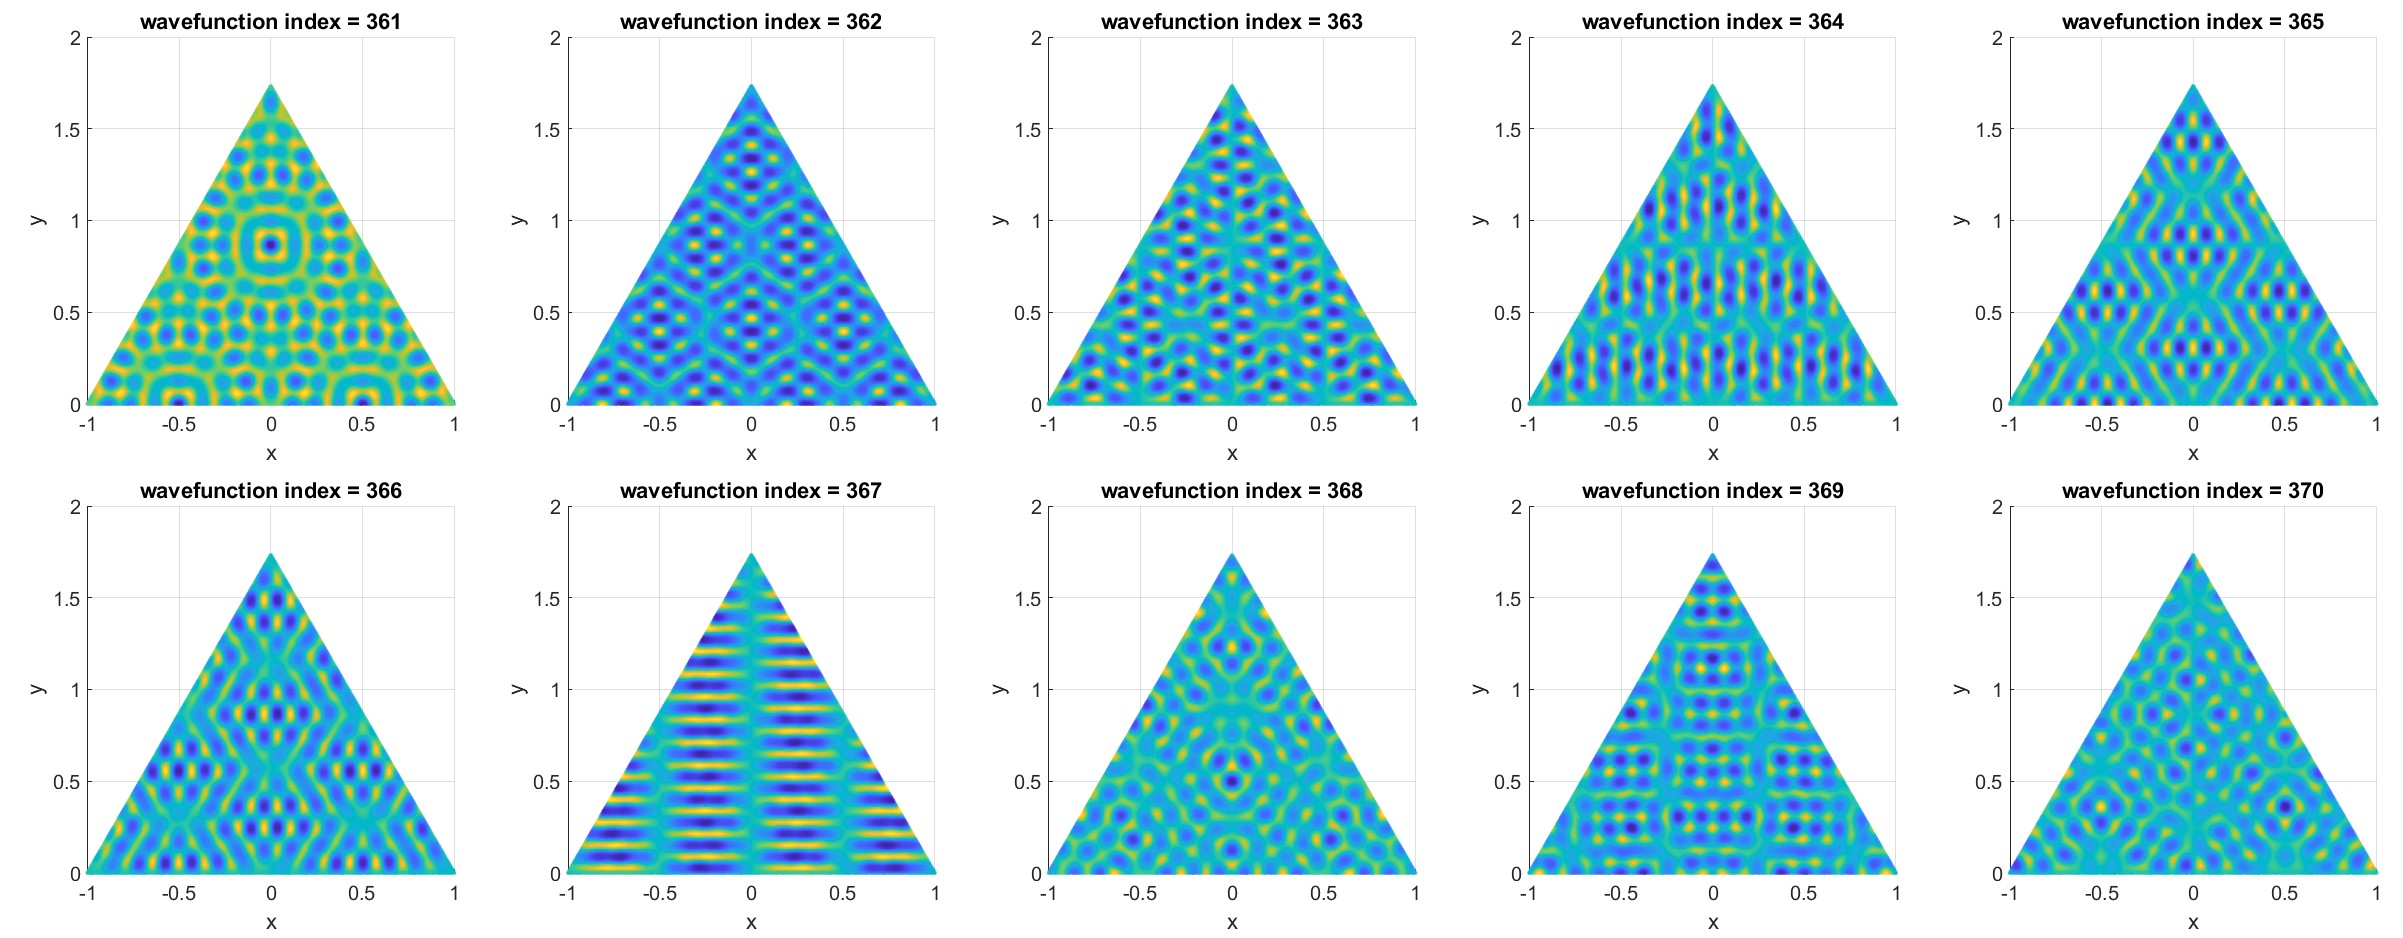 wavefunction index = 361
2
1.5
1
0.5
0
y
-1 -0.5 0 0.5 1
x
wavefunction index = 362
2
1.5
1
0.5
0
y
-1 -0.5 0 0.5 1
x
wavefunction index = 363
2
1.5
1
0.5
0
y
-1 -0.5 0 0.5 1
x
wavefunction index = 364
2
1.5
1
0.5
0
y
-1 -0.5 0 0.5 1
x
wavefunction index = 365
2
1.5
1
0.5
0
y
-1 -0.5 0 0.5 1
x
wavefunction index = 366
2
1.5
1
0.5
0
y
-1 -0.5 0 0.5 1
x
wavefunction index = 367
2
1.5
1
0.5
0
y
-1 -0.5 0 0.5 1
x
wavefunction index = 368
2
1.5
1
0.5
0
y
-1 -0.5 0 0.5 1
x
wavefunction index = 369
2
1.5
1
0.5
0
y
-1 -0.5 0 0.5 1
x
wavefunction index = 370
2
1.5
1
0.5
0
y
-1 -0.5 0 0.5 1
x